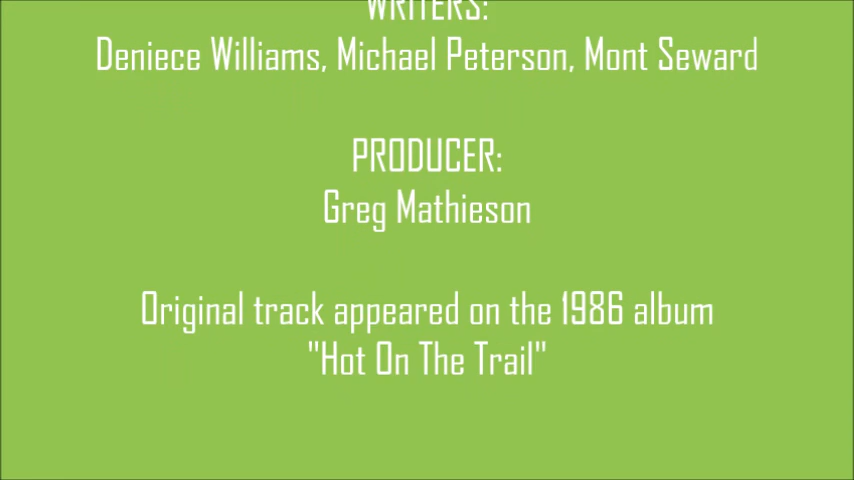 WRITERS:
Deniece Williams, Michael Peterson, Mont Seward
PRODUCER:
Greg Mathieson
Original track appeared on the 1986 album
"Hot On The Trail"